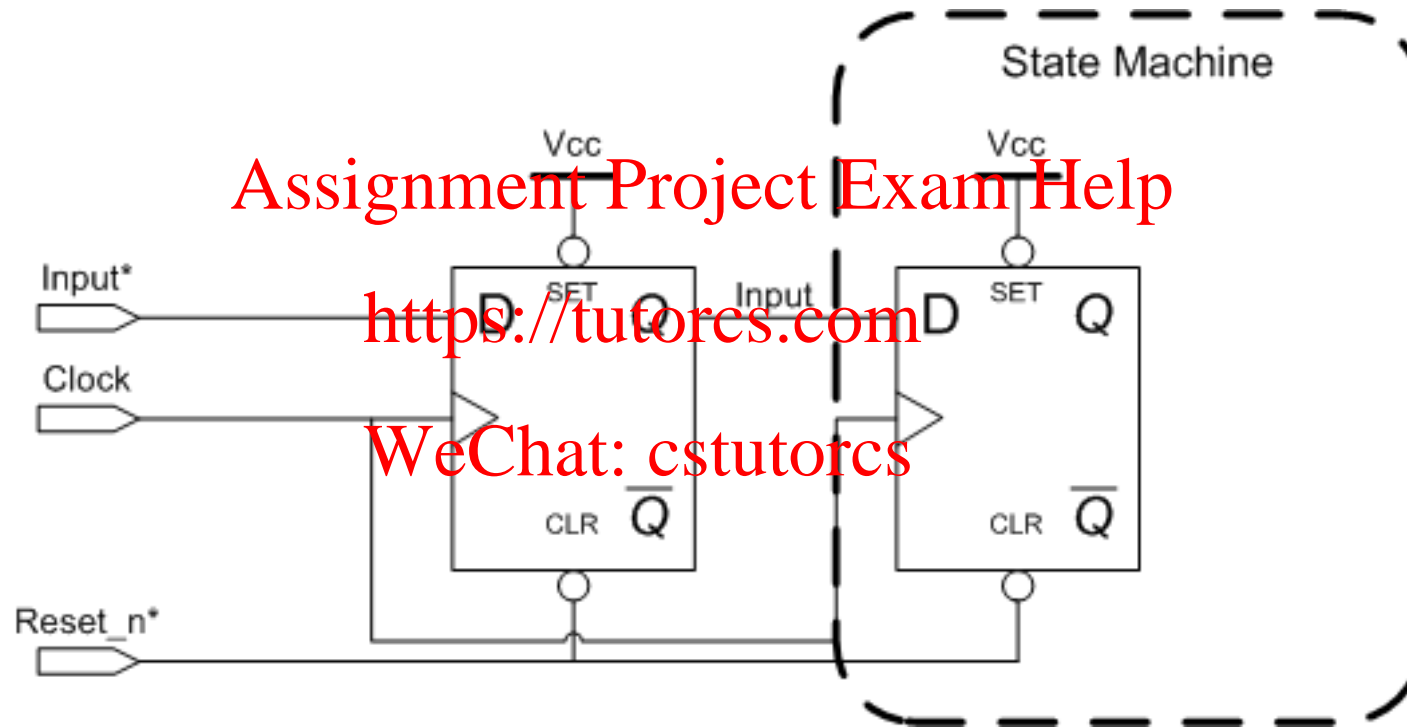 State Machine
Vcc
Vcc
Assignment Project Exam Help
Input*
SET
SET
D
Q
Input
D
Q
https://tutorcs.com
Clock
WeChat: cstutorcs
CLR
Q
CLR
Q
Reset_n*